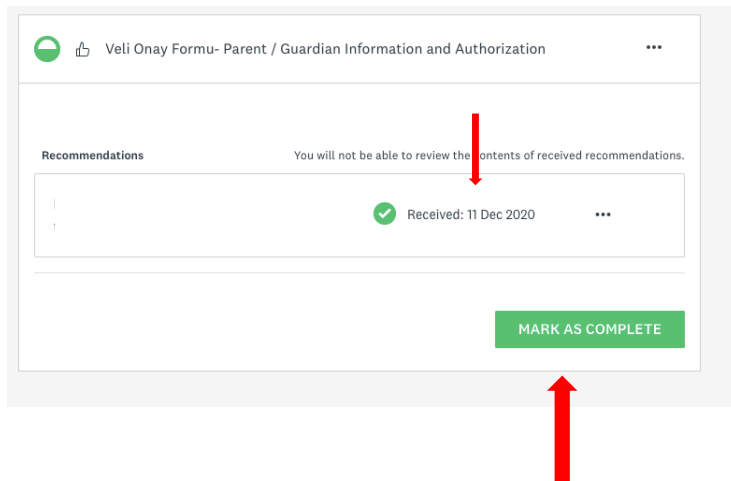 Veli Onay Formu- Parent / Guardian Information and Authorization
Recommendations
You will not be able to review the contents of received recommendations.
Received: 11 Dec 2020
MARK AS COMPLETE